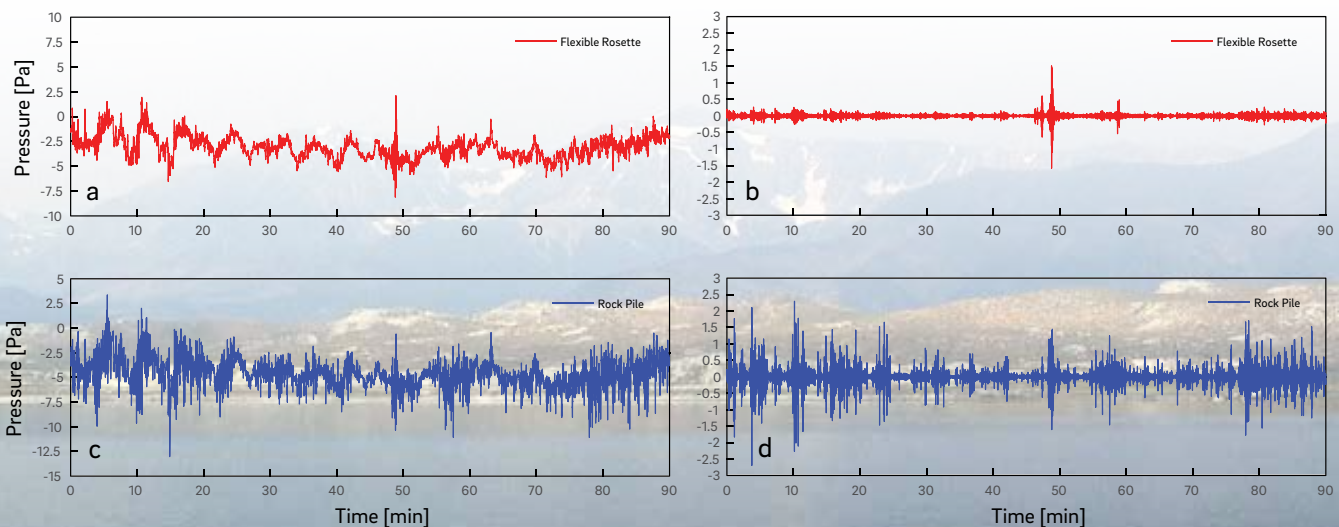 Pressure [Pa]
10
7.5
5
2.5
0
-2.5
-5
-7.5
-10
Flexible Rosette
a
0 10 20 30 40 50 60 70 80 90
3
2.5
2
1.5
1
0.5
0
-0.5
-1
-1.5
-2
-2.5
-3
Flexible Rosette
b
0 10 20 30 40 50 60 70 80 90
Pressure [Pa]
5
2.5
0
-2.5
-5
-7.5
-10
-12.5
-15
Rock Pile
c
0 10 20 30 40 50 60 70 80 90
Time [min]
3
2.5
2
1.5
1
0.5
0
-0.5
-1
-1.5
-2
-2.5
-3
Rock Pile
d
0 10 20 30 40 50 60 70 80 90
Time [min]